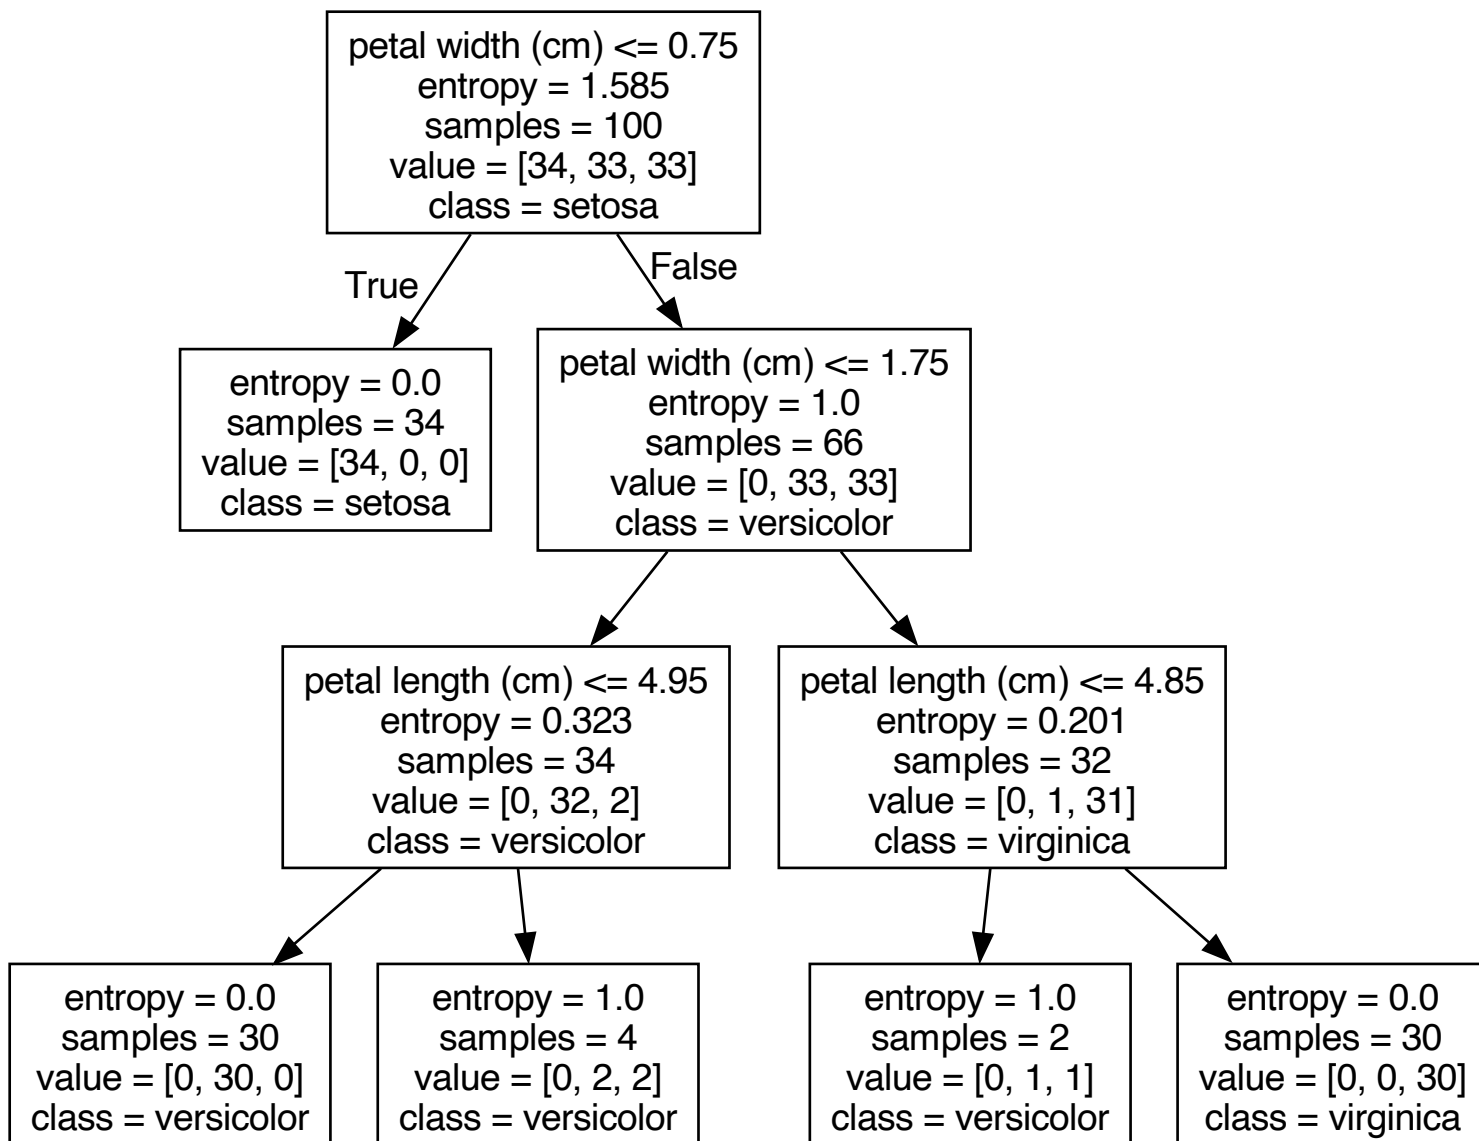 petal width (cm) <= 0.75
entropy = 1.585
samples = 100
value = [34, 33, 33]
class = setosa
True
False
entropy = 0.0
samples = 34
value = [34, 0, 0]
class = setosa
petal width (cm) <= 1.75
entropy = 1.0
samples = 66
value = [0, 33, 33]
class = versicolor
petal length (cm) <= 4.95
entropy = 0.323
samples = 34
value = [0, 32, 2]
class = versicolor
petal length (cm) <= 4.85
entropy = 0.201
samples = 32
value = [0, 1, 31]
class = virginica
entropy = 0.0
samples = 30
value = [0, 30, 0]
class = versicolor
entropy = 1.0
samples = 4
value = [0, 2, 2]
class = versicolor
entropy = 1.0
samples = 2
value = [0, 1, 1]
class = versicolor
entropy = 0.0
samples = 30
value = [0, 0, 30]
class = virginica